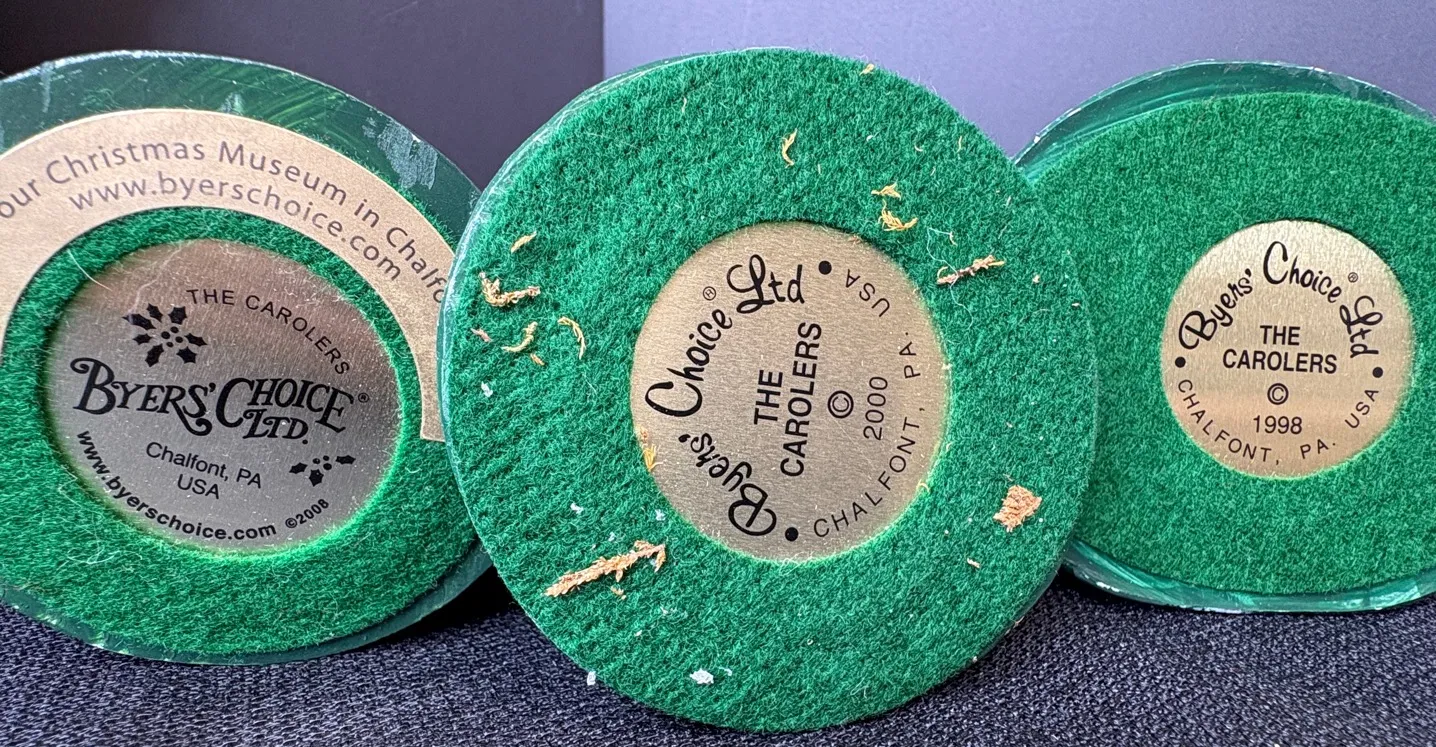 our Christmas Museum in Chalfo
www.byerschoice.com
THE CAROLERS
BYERS' CHOICE®
LTD.
Chalfont, PA
USA
www.byerschoice.com ©2008
Byers' Choice® Ltd
THE
CAROLERS
©
2000
• CHALFONT, PA. USA •
Byers' Choice® Ltd
THE
CAROLERS
©
1998
• CHALFONT, PA. USA •